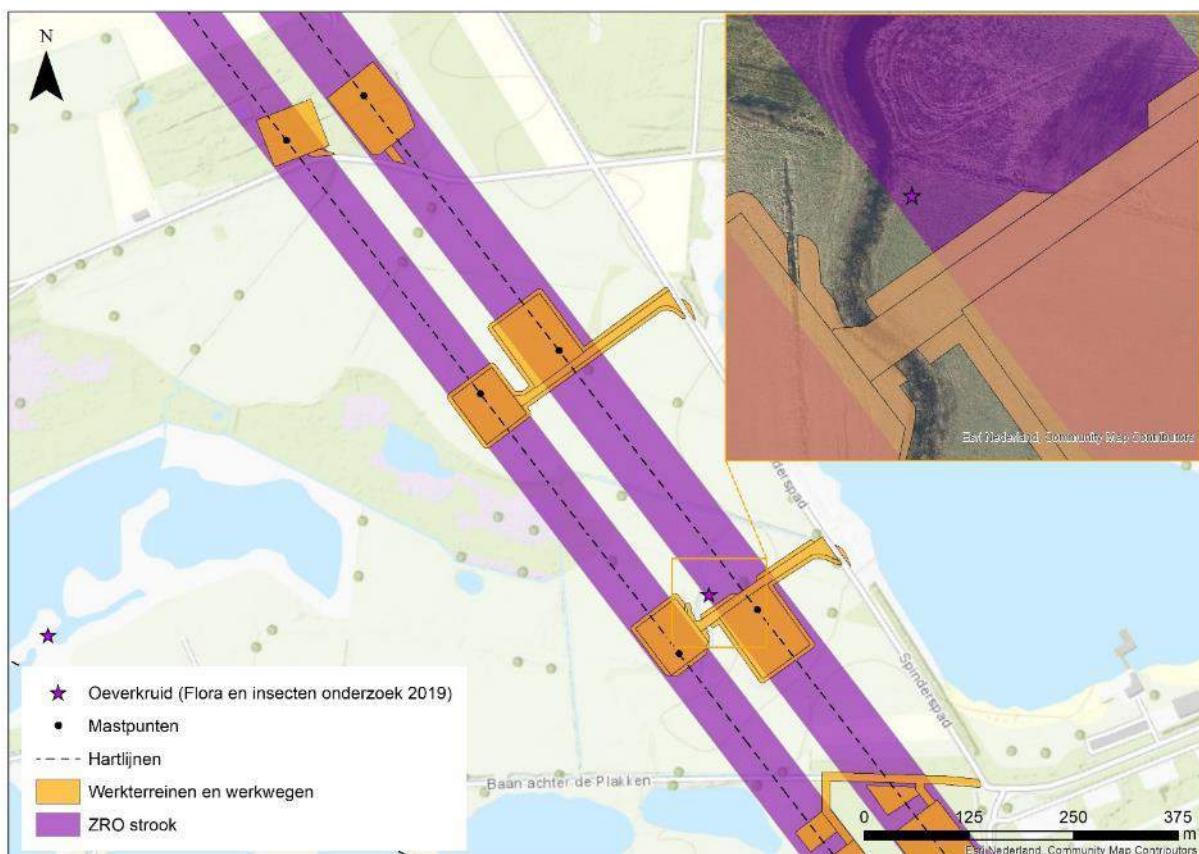 N
Esri Nederland, Community Map Contributors
derspad
Spinderspad
Oeverkruid (Flora en insecten onderzoek 2019)
Mastpunten
Hartlijnen
Werkterreinen en werkwegen
ZRO strook
Baan achter de Plakken
0 125 250 375
m
Esri Nederland, Community Map Contributors